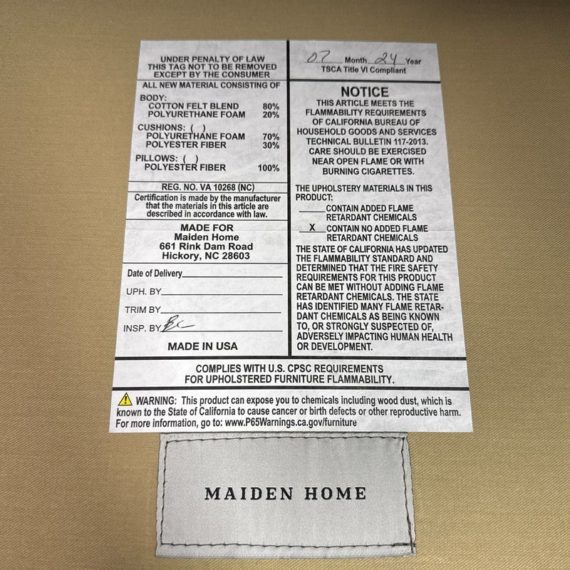 UNDER PENALTY OF LAW
THIS TAG NOT TO BE REMOVED
EXCEPT BY THE CONSUMER
ALL NEW MATERIAL CONSISTING OF
BODY:
COTTON FELT BLEND 80%
POLYURETHANE FOAM 20%
CUSHIONS: ( )
POLYURETHANE FOAM 70%
POLYESTER FIBER 30%
PILLOWS: ( )
POLYESTER FIBER 100%
REG. NO. VA 10268 (NC)
Certification is made by the manufacturer
that the materials in this article are
described in accordance with law.
MADE FOR
Maiden Home
661 Rink Dam Road
Hickory, NC 28603
Date of Delivery
UPH. BY
TRIM BY
INSP. BY
MADE IN USA
07 Month 24 Year
TSCA Title VI Compliant
NOTICE
THIS ARTICLE MEETS THE
FLAMMABILITY REQUIREMENTS
OF CALIFORNIA BUREAU OF
HOUSEHOLD GOODS AND SERVICES
TECHNICAL BULLETIN 117-2013.
CARE SHOULD BE EXERCISED
NEAR OPEN FLAME OR WITH
BURNING CIGARETTES.
THE UPHOLSTERY MATERIALS IN THIS
PRODUCT:
CONTAIN ADDED FLAME
RETARDANT CHEMICALS
X CONTAIN NO ADDED FLAME
RETARDANT CHEMICALS
THE STATE OF CALIFORNIA HAS UPDATED
THE FLAMMABILITY STANDARD AND
DETERMINED THAT THE FIRE SAFETY
REQUIREMENTS FOR THIS PRODUCT
CAN BE MET WITHOUT ADDING FLAME
RETARDANT CHEMICALS. THE STATE
HAS IDENTIFIED MANY FLAME RETAR-
DANT CHEMICALS AS BEING KNOWN
TO, OR STRONGLY SUSPECTED OF,
ADVERSELY IMPACTING HUMAN HEALTH
OR DEVELOPMENT.
COMPLIES WITH U.S. CPSC REQUIREMENTS
FOR UPHOLSTERED FURNITURE FLAMMABILITY.
WARNING: This product can expose you to chemicals including wood dust, which is
known to the State of California to cause cancer or birth defects or other reproductive harm.
For more information, go to: www.P65Warnings.ca.gov/furniture
MAIDEN HOME